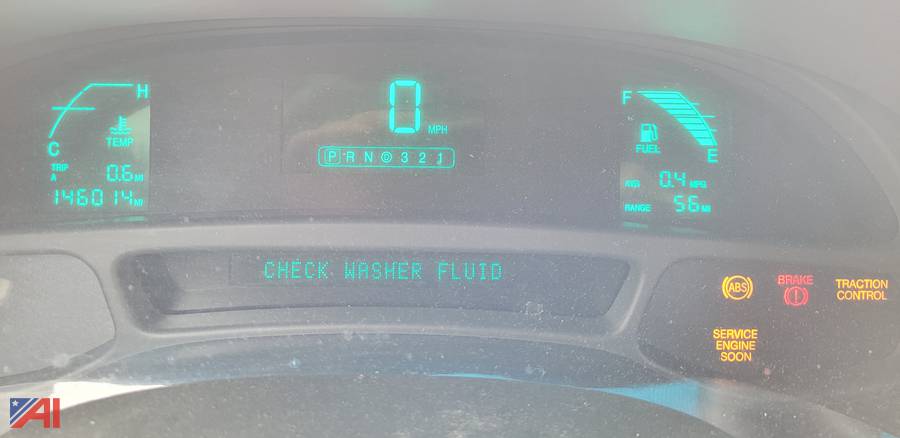 H
C
TEMP
TRIP A 0.6 MI
146014 MI
0 MPH
P R N D 3 2 1
F
E
FUEL
AVG 0.4 MPG
RANGE 56 MI
CHECK WASHER FLUID
ABS
BRAKE
!
TRACTION
CONTROL
SERVICE
ENGINE
SOON
AI